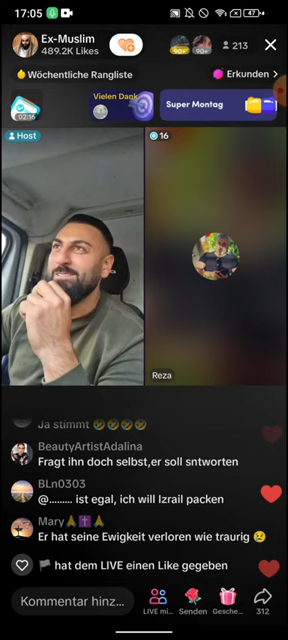 17:05
47
Ex-Muslim
489.2K Likes
90+
90+
213
Wöchentliche Rangliste
Erkunden >
02:16
Vielen Dank
Super Montag
Host
16
Reza
Ja stimmt 🤣🤣🤣🤣
BeautyArtistAdalina
Fragt ihn doch selbst,er soll sntworten
BLn0303
@......... ist egal, ich will Izrail packen
Mary🙏✝️🙏
Er hat seine Ewigkeit verloren wie traurig 😢
🏴 hat dem LIVE einen Like gegeben
Kommentar hinz...
LIVE mi...
Senden
Gesche...
312